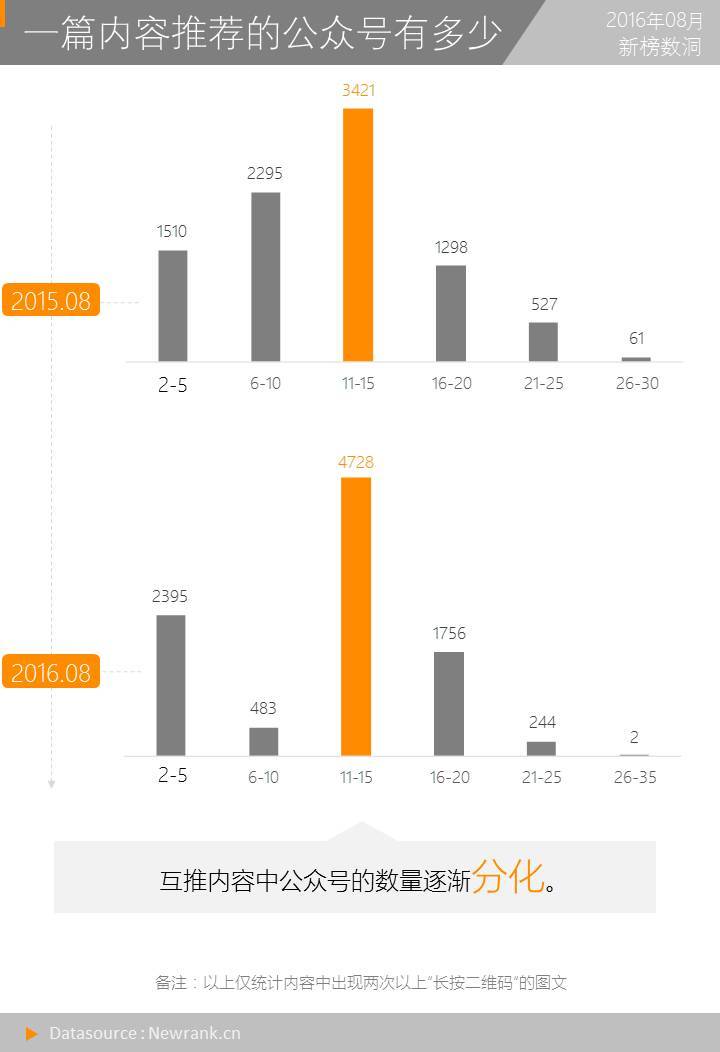 一篇内容推荐的公众号有多少
2016年08月
新榜数洞
3421
2295
1510
1298
527
61
2015.08
2-5 6-10 11-15 16-20 21-25 26-30
4728
2395
1756
483
244
2
2016.08
2-5 6-10 11-15 16-20 21-25 26-35
互推内容中公众号的数量逐渐分化。
备注：以上仅统计内容中出现两次以上“长按二维码”的图文
Datasource : Newrank.cn